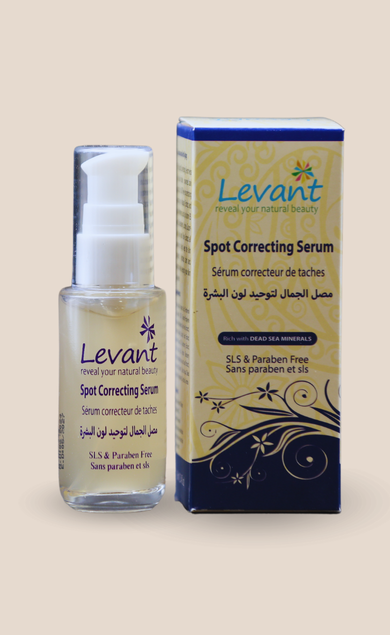 Levant
reveal your natural beauty
Spot Correcting Serum
Sérum correcteur de taches
مصل الجمال لتوحيد لون البشرة
SLS & Paraben Free
Sans paraben et sls
Levant
reveal your natural beauty
Spot Correcting Serum
Sérum correcteur de taches
مصل الجمال لتوحيد لون البشرة
Rich with DEAD SEA MINERALS
SLS & Paraben Free
Sans paraben et sls